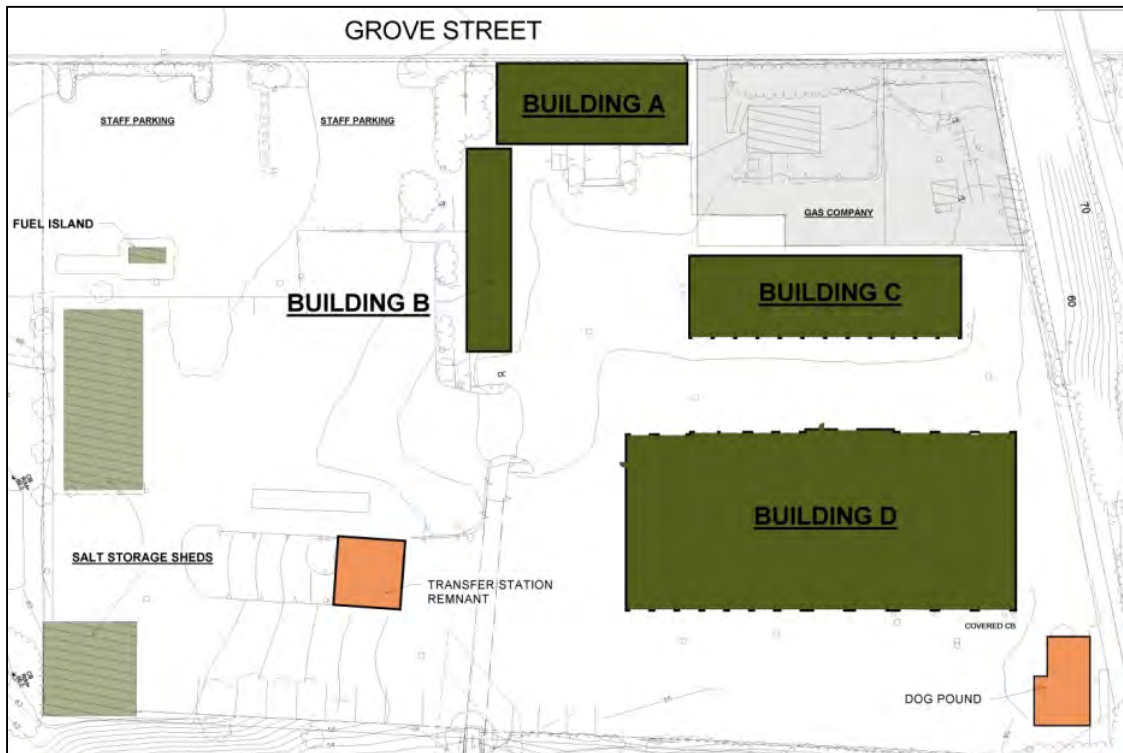 GROVE STREET
BUILDING A
STAFF PARKING
STAFF PARKING
70
GAS COMPANY
FUEL ISLAND
BUILDING B
BUILDING C
60
BUILDING D
SALT STORAGE SHEDS
TRANSFER STATION
REMNANT
COVERED CB
DOG POUND